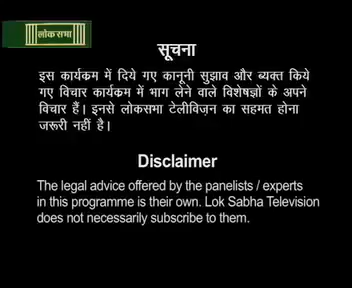 लोकसभा
सूचना
इस कार्यक्रम में दिये गए कानूनी सुझाव और व्यक्त किये
गए विचार कार्यक्रम में भाग लेने वाले विशेषज्ञों के अपने
विचार हैं। इनसे लोकसभा टेलीविज़न का सहमत होना
जरूरी नहीं है।
Disclaimer
The legal advice offered by the panelists / experts
in this programme is their own. Lok Sabha Television
does not necessarily subscribe to them.